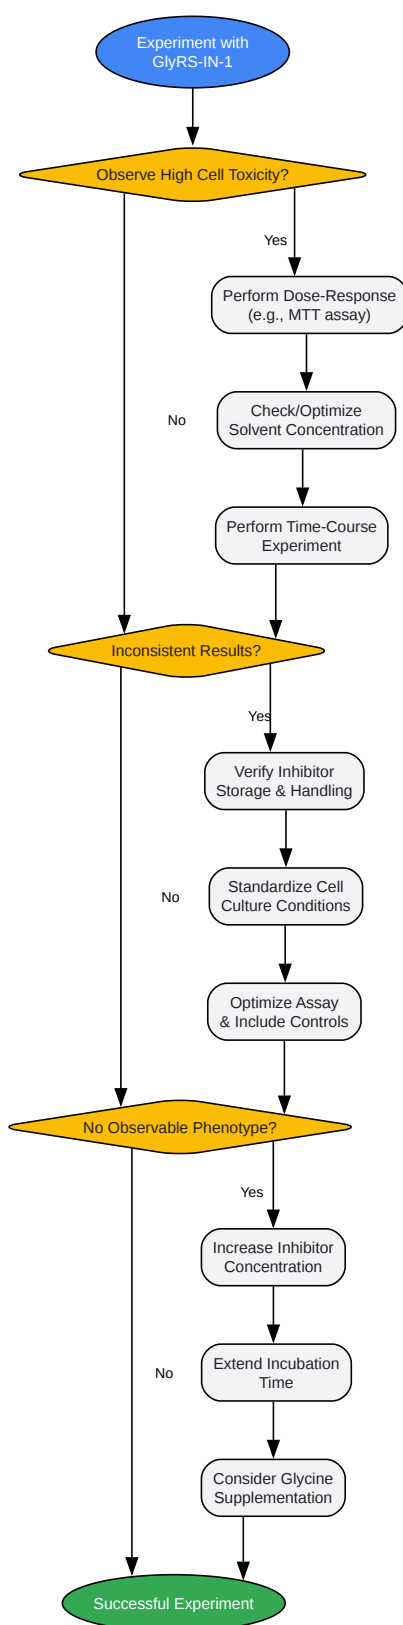 Experiment with
GlyRS-IN-1
Observe High Cell Toxicity?
Yes
Perform Dose-Response
(e.g., MTT assay)
Check/Optimize
Solvent Concentration
No
Perform Time-Course
Experiment
Inconsistent Results?
Yes
Verify Inhibitor
Storage & Handling
Standardize Cell
Culture Conditions
No
Optimize Assay
& Include Controls
No Observable Phenotype?
Yes
Increase Inhibitor
Concentration
Extend Incubation
Time
No
Consider Glycine
Supplementation
Successful Experiment